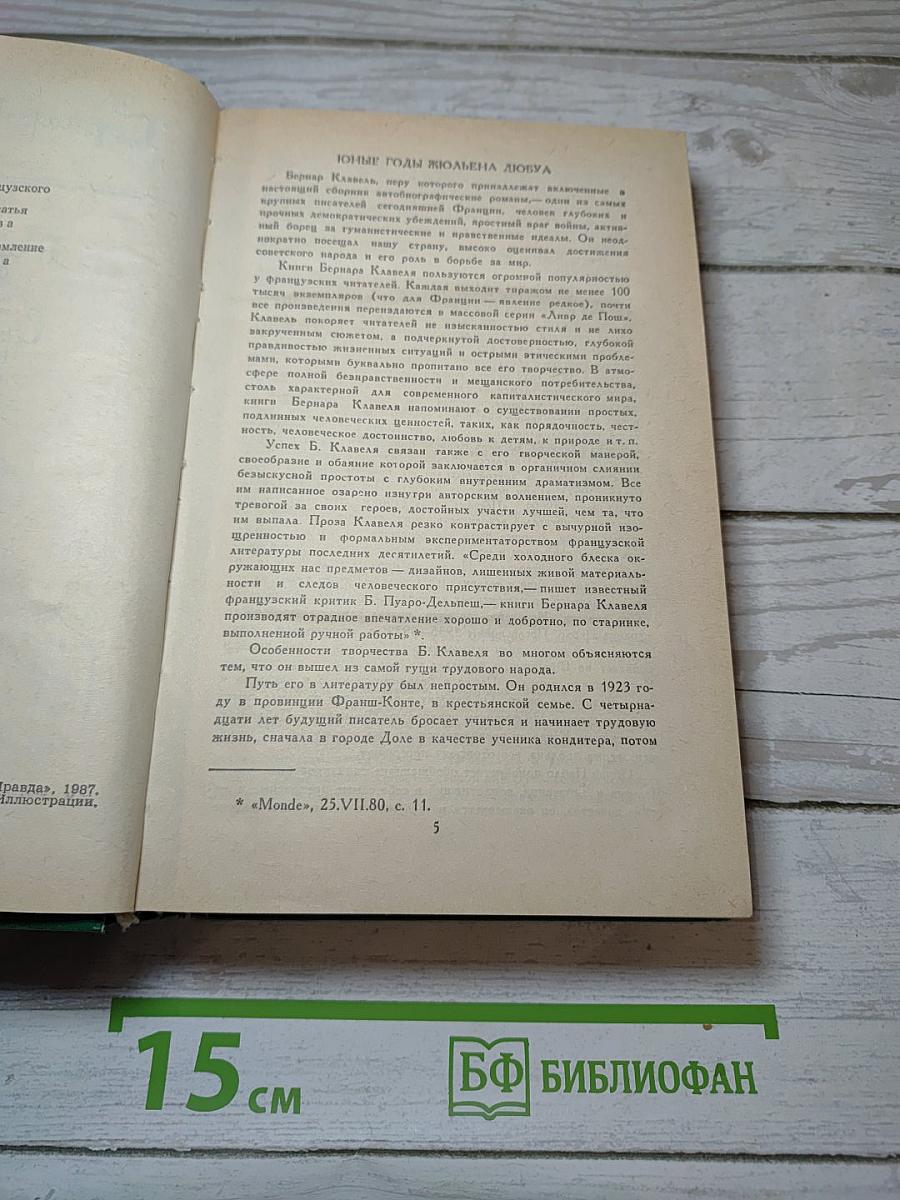 цузского
атья
в а
мление
а
Правда», 1987.
Иллюстрации.
ЮНЫЕ ГОДЫ ЖЮЛЬЕНА ДЮБУА
Бернар Клавель, перу которого принадлежат включенные в
настоящий сборник автобиографические романы,— один из самых
крупных писателей сегодняшней Франции, человек глубоких и
прочных демократических убеждений, яростный враг войны, актив-
ный борец за гуманистические и нравственные идеалы. Он неод-
нократно посещал нашу страну, высоко оценивал достижения
советского народа и его роль в борьбе за мир.
Книги Бернара Клавеля пользуются огромной популярностью
у французских читателей. Каждая выходит тиражом не менее 100
тысяч экземпляров (что для Франции — явление редкое), почти
все произведения переиздаются в массовой серии «Ливр де Пош».
Клавель покоряет читателей не изысканностью стиля и не лихо
закрученным сюжетом, а подчеркнутой достоверностью, глубокой
правдивостью жизненных ситуаций и острыми этическими пробле-
мами, которыми буквально пропитано все его творчество. В атмо-
сфере полной безнравственности и мещанского потребительства,
столь характерной для современного капиталистического мира,
книги Бернара Клавеля напоминают о существовании простых,
подлинных человеческих ценностей, таких, как порядочность, чест-
ность, человеческое достоинство, любовь к детям, к природе и т. п.
Успех Б. Клавеля связан также с его творческой манерой,
своеобразие и обаяние которой заключается в органичном слиянии
безыскусной простоты с глубоким внутренним драматизмом. Все
им написанное озарено изнутри авторским волнением, проникнуто
тревогой за своих героев, достойных участи лучшей, чем та, что
им выпала. Проза Клавеля резко контрастирует с вычурной изо-
щренностью и формальным экспериментаторством французской
литературы последних десятилетий. «Среди холодного блеска ок-
ружающих нас предметов — дизайнов, лишенных живой материаль-
ности и следов человеческого присутствия,— пишет известный
французский критик Б. Пуаро-Дельпеш,— книги Бернара Клавеля
производят отрадное впечатление хорошо и добротно, по старинке,
выполненной ручной работы» *.
Особенности творчества Б. Клавеля во многом объясняются
тем, что он вышел из самой гущи трудового народа.
Путь его в литературу был непростым. Он родился в 1923 го-
ду в провинции Франш-Конте, в крестьянской семье. С четырна-
дцати лет будущий писатель бросает учиться и начинает трудовую
жизнь, сначала в городе Доле в качестве ученика кондитера, потом
* «Monde», 25.VII.80, с. 11.
5
15 см
БФ БИБЛИОФАН